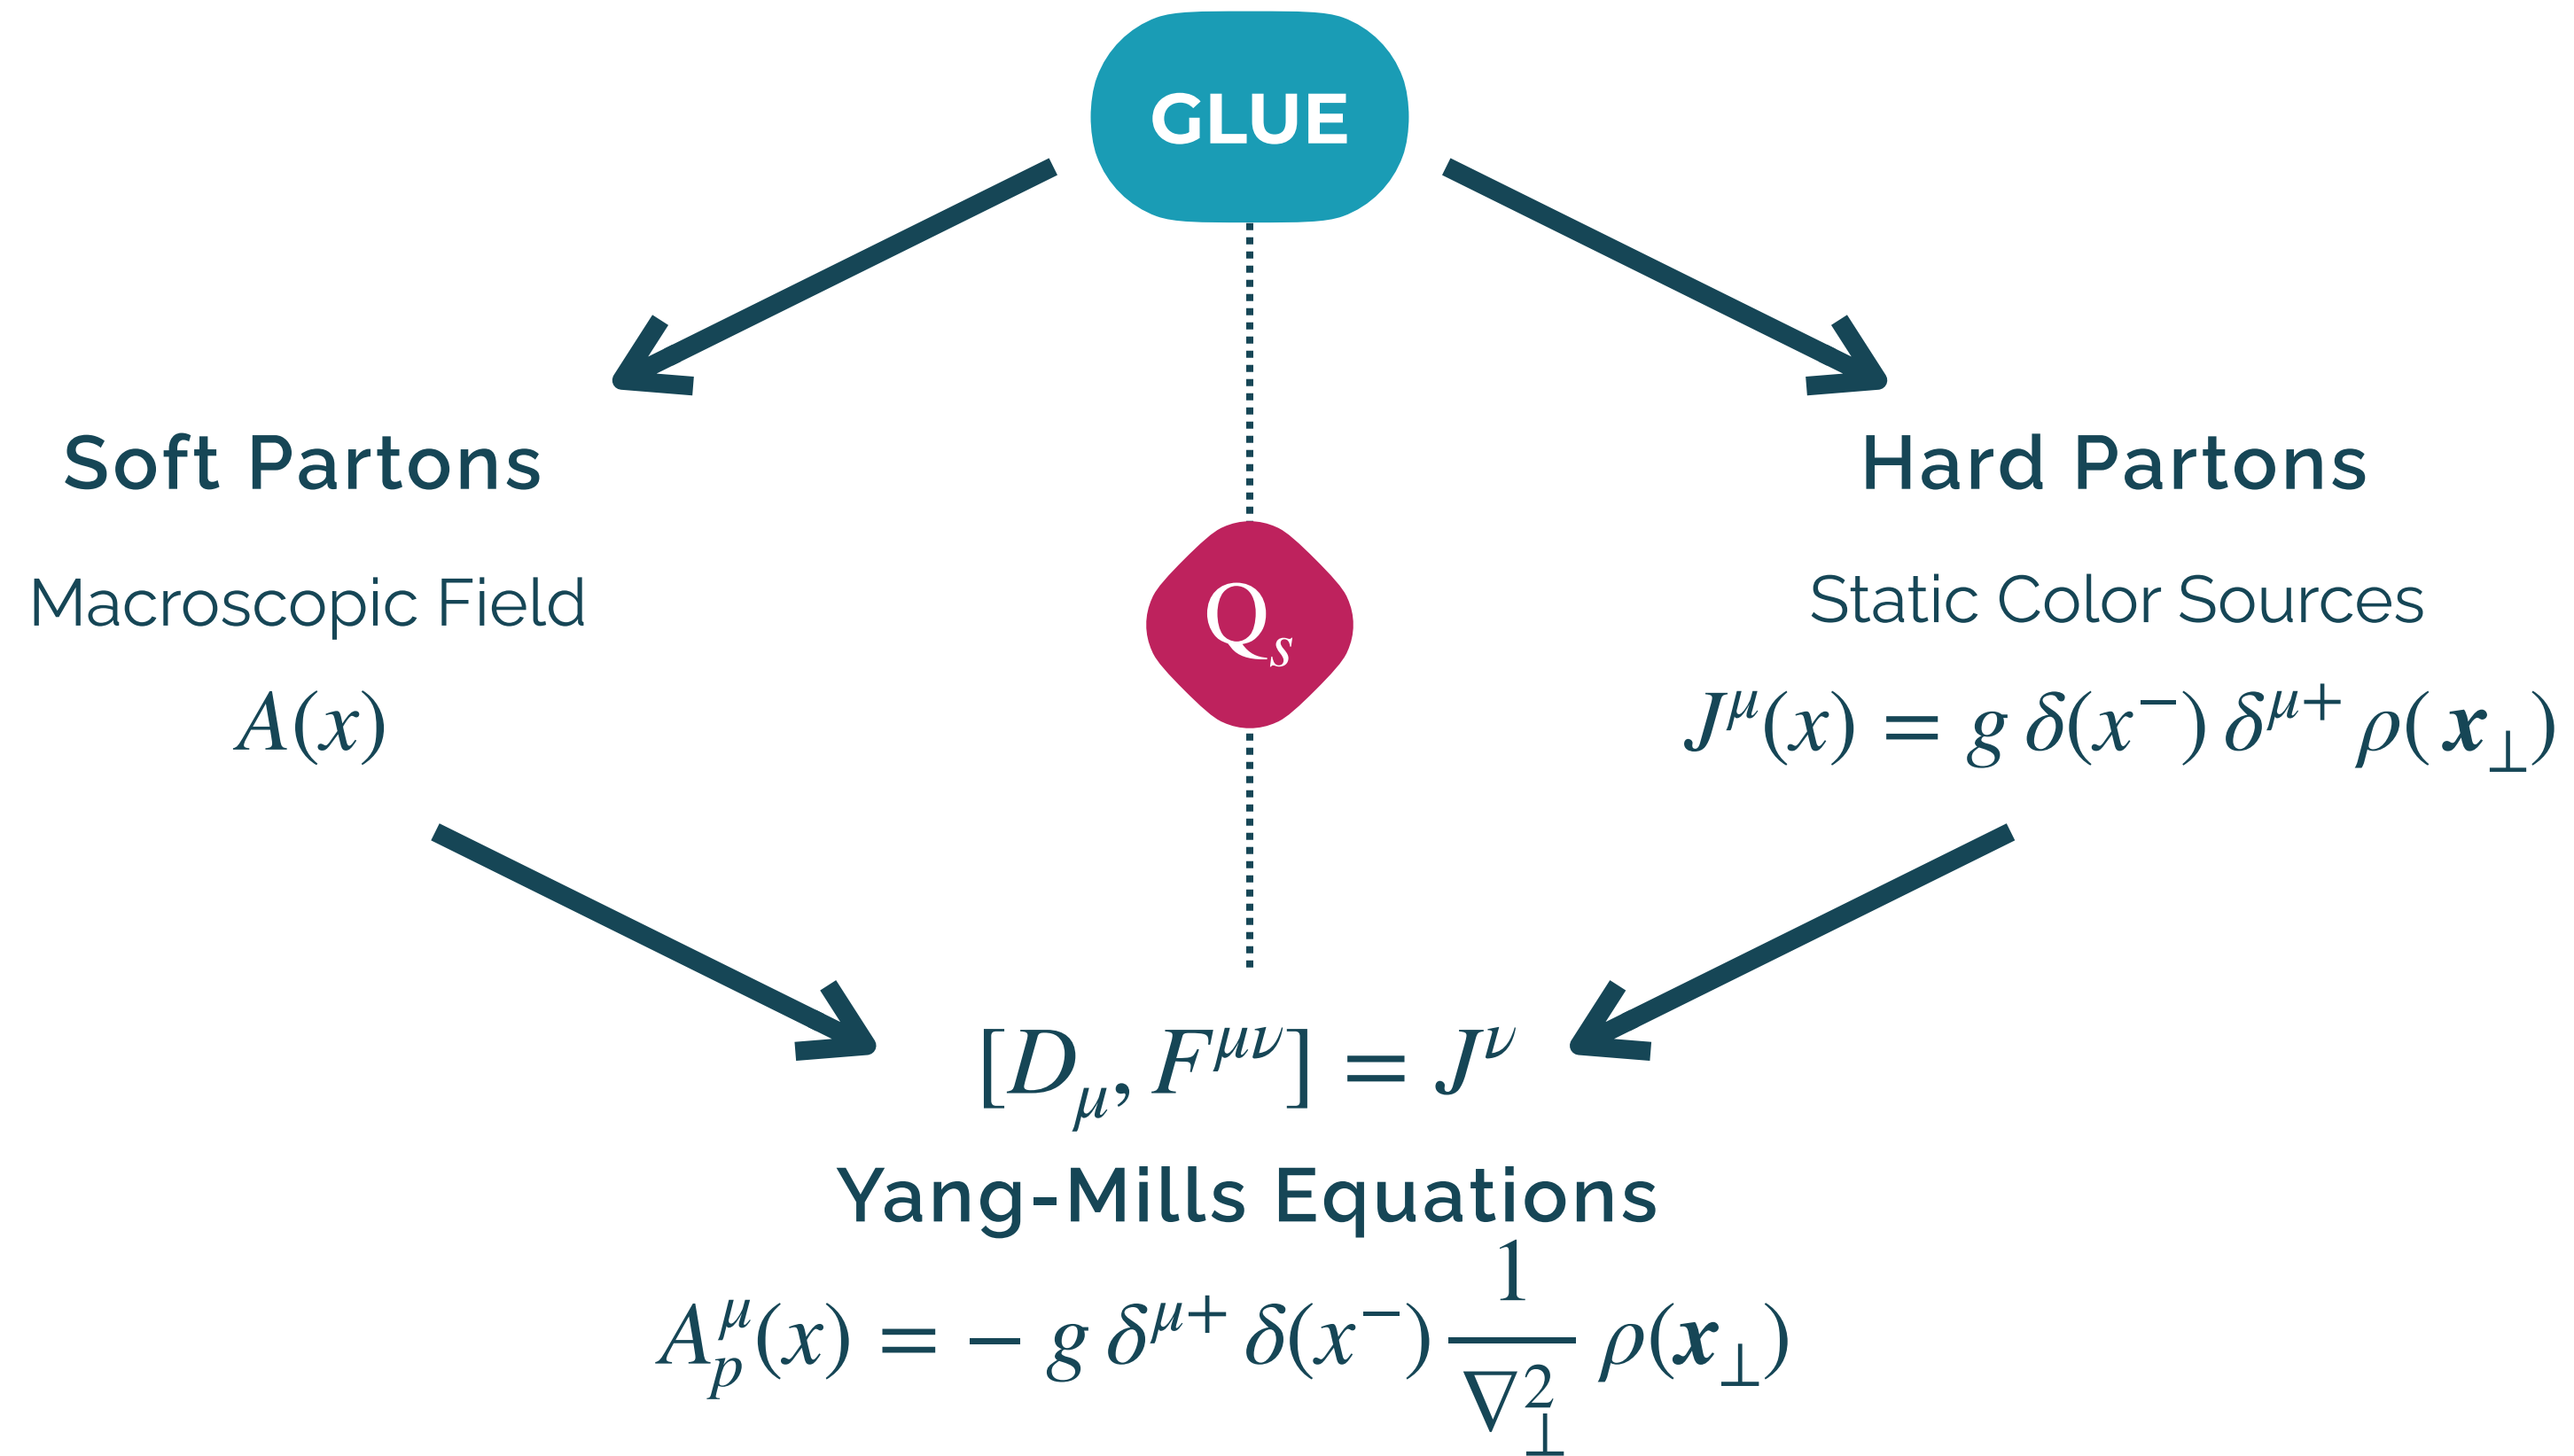 GLUE
Soft Partons
Hard Partons
Macroscopic Field
Static Color Sources
Qₛ
A(x)
J^μ(x) = g δ(x⁻) δ^{μ+} ρ(x_⊥)
[D_μ, F^{μν}] = J^ν
Yang-Mills Equations
A_p^μ(x) = − g δ^{μ+} δ(x⁻) 1/∇_⊥² ρ(x_⊥)